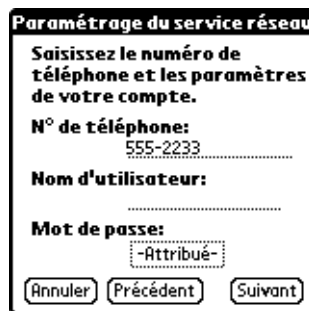 Paramétrage du service réseau
Saisissez le numéro de
téléphone et les paramètres
de votre compte.
N° de téléphone:
555-2233
Nom d'utilisateur:
Mot de passe:
-Attribué-
Annuler Précédent Suivant